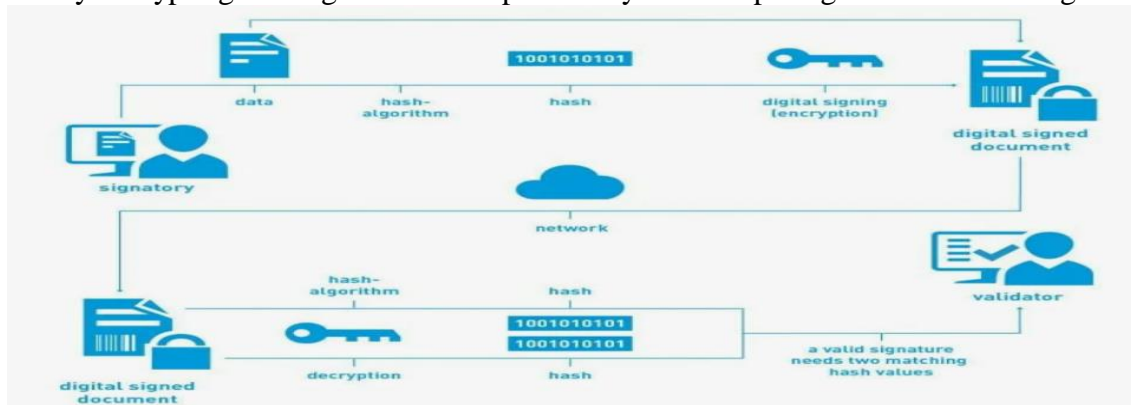 1001010101
data
hash-
algorithm
hash
digital signing
(encryption)
digital signed
document
signatory
network
hash-
algorithm
hash
validator
1001010101
1001010101
decryption
hash
a valid signature
needs two matching
hash values
digital signed
document